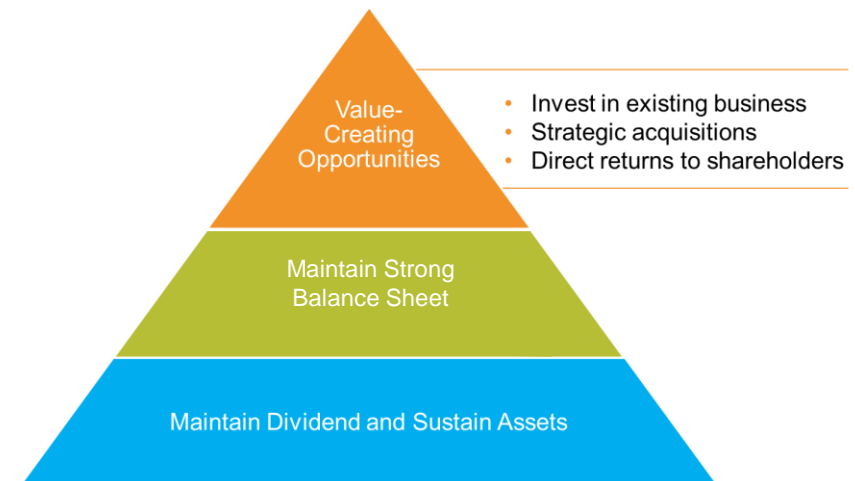 Value-
Creating
Opportunities
• Invest in existing business
• Strategic acquisitions
• Direct returns to shareholders
Maintain Strong
Balance Sheet
Maintain Dividend and Sustain Assets